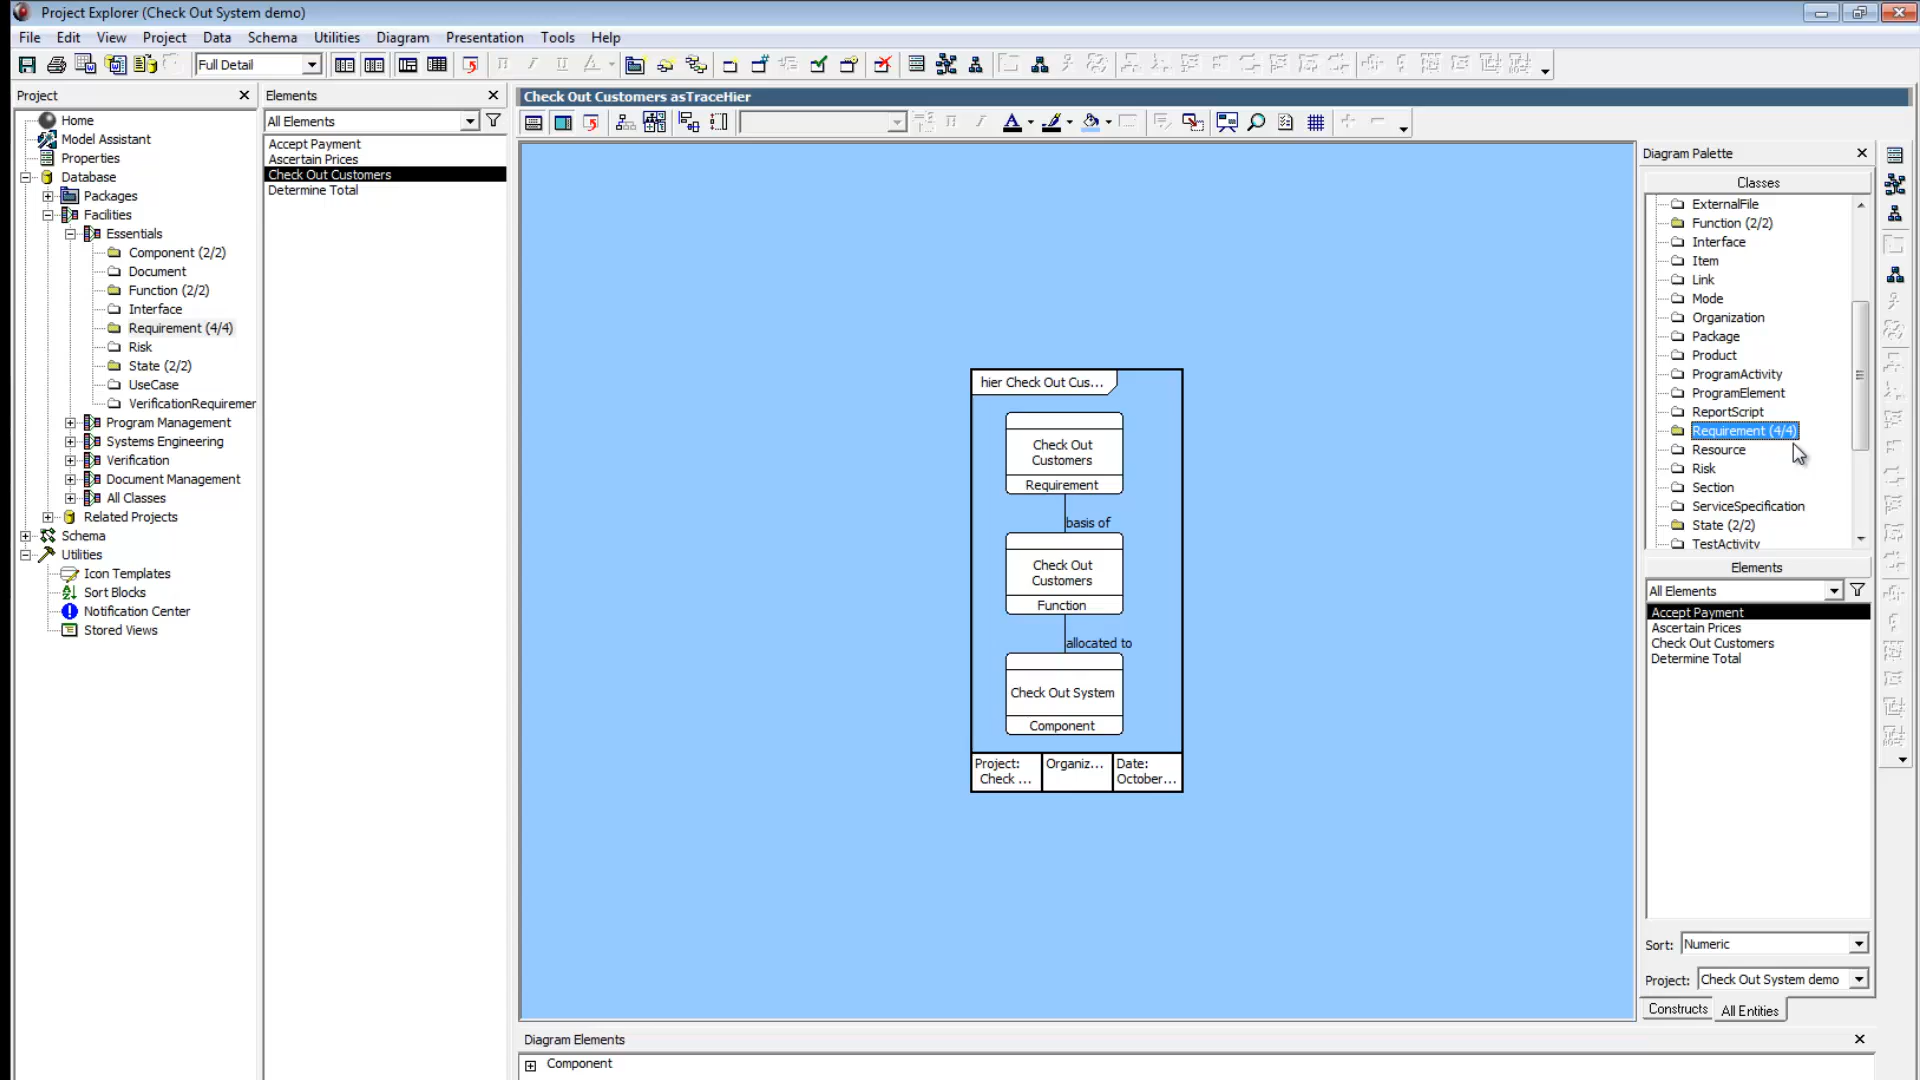 Project Explorer (Check Out System demo)
File Edit View Project Data Schema Utilities Diagram Presentation Tools Help
Full Detail
Project
Home
Model Assistant
Properties
Database
Packages
Facilities
Essentials
Component (2/2)
Document
Function (2/2)
Interface
Requirement (4/4)
Risk
State (2/2)
UseCase
VerificationRequiremer
Program Management
Systems Engineering
Verification
Document Management
All Classes
Related Projects
Schema
Utilities
Icon Templates
Sort Blocks
Notification Center
Stored Views
Elements
All Elements
Accept Payment
Ascertain Prices
Check Out Customers
Determine Total
Check Out Customers asTraceHier
hier Check Out Cus...
Check Out
Customers
Requirement
basis of
Check Out
Customers
Function
allocated to
Check Out System
Component
Project:
Check ...
Organiz...
Date:
October...
Diagram Palette
Classes
ExternalFile
Function (2/2)
Interface
Item
Link
Mode
Organization
Package
Product
ProgramActivity
ProgramElement
ReportScript
Requirement (4/4)
Resource
Risk
Section
ServiceSpecification
State (2/2)
TestActivity
Elements
All Elements
Accept Payment
Ascertain Prices
Check Out Customers
Determine Total
Sort: Numeric
Project: Check Out System demo
Constructs All Entities
Diagram Elements
Component